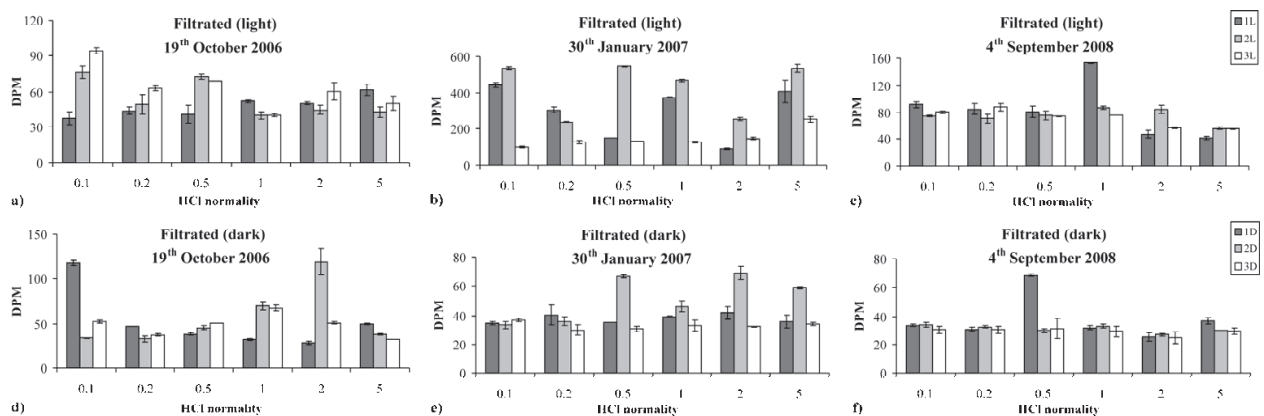 Filtrated (light)
19th October 2006
DPM
120
90
60
30
0
0.1 0.2 0.5 1 2 5
a) HCl normality
Filtrated (light)
30th January 2007
DPM
600
400
200
0
0.1 0.2 0.5 1 2 5
b) HCl normality
Filtrated (light)
4th September 2008
DPM
160
120
80
40
0
0.1 0.2 0.5 1 2 5
c) HCl normality
1L
2L
3L
Filtrated (dark)
19th October 2006
DPM
150
100
50
0
0.1 0.2 0.5 1 2 5
d) HCl normality
Filtrated (dark)
30th January 2007
DPM
80
60
40
20
0
0.1 0.2 0.5 1 2 5
e) HCl normality
Filtrated (dark)
4th September 2008
DPM
80
60
40
20
0
0.1 0.2 0.5 1 2 5
f) HCl normality
1D
2D
3D